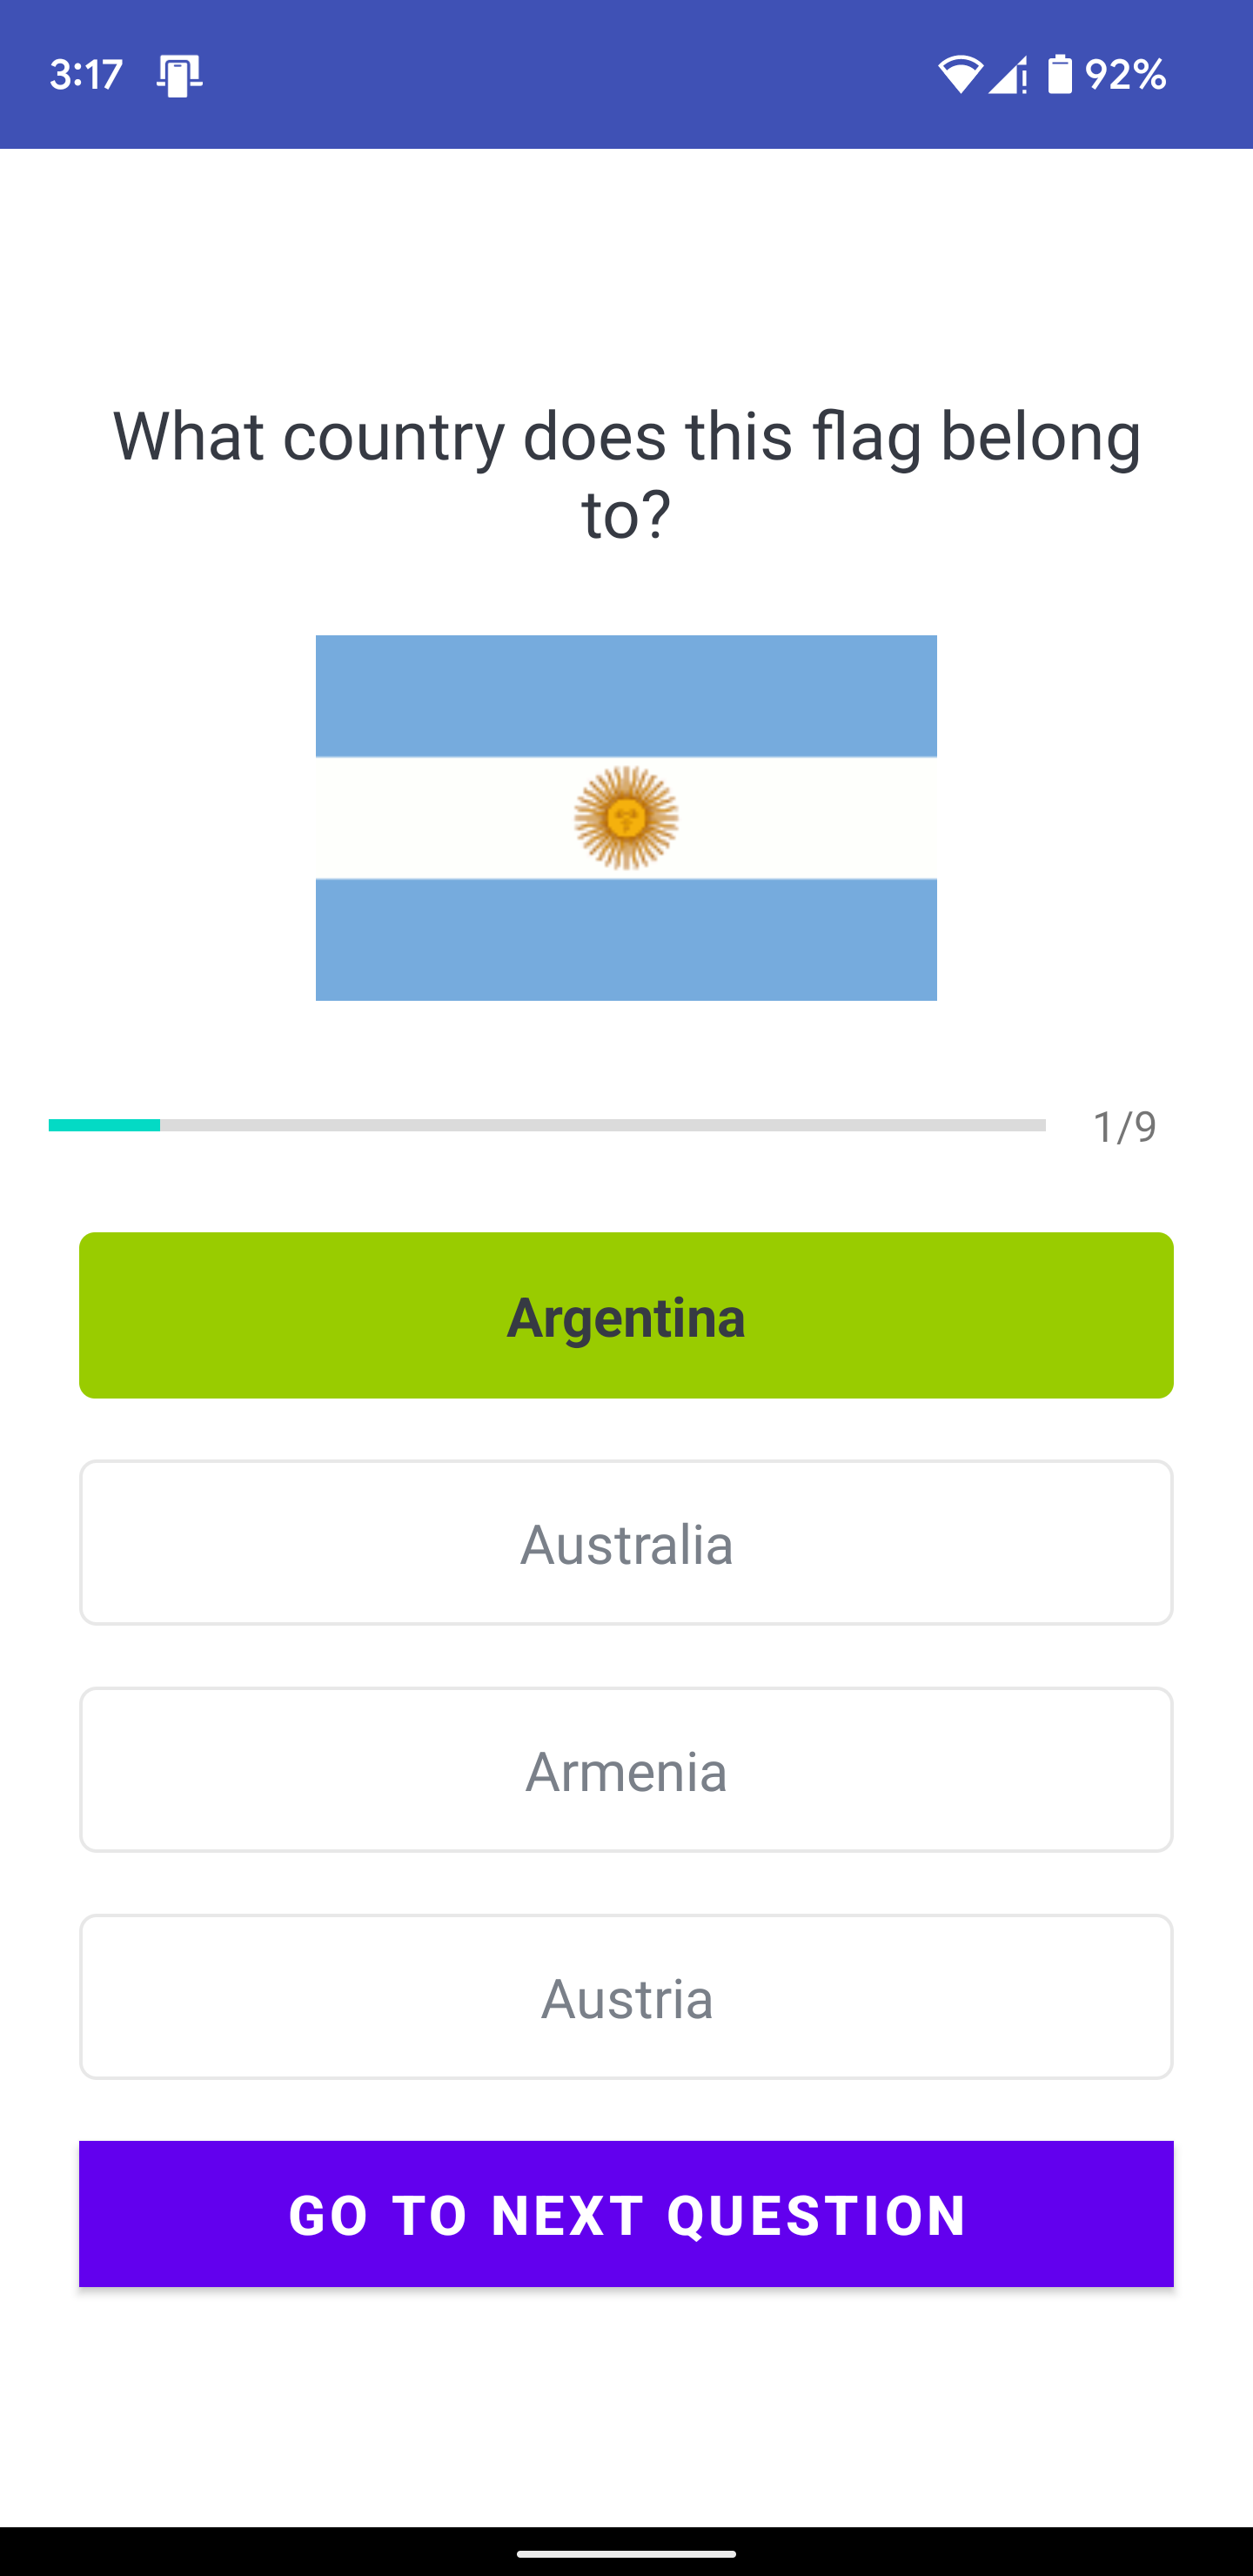 3:17
92%
What country does this flag belong
to?
1/9
Argentina
Australia
Armenia
Austria
GO TO NEXT QUESTION